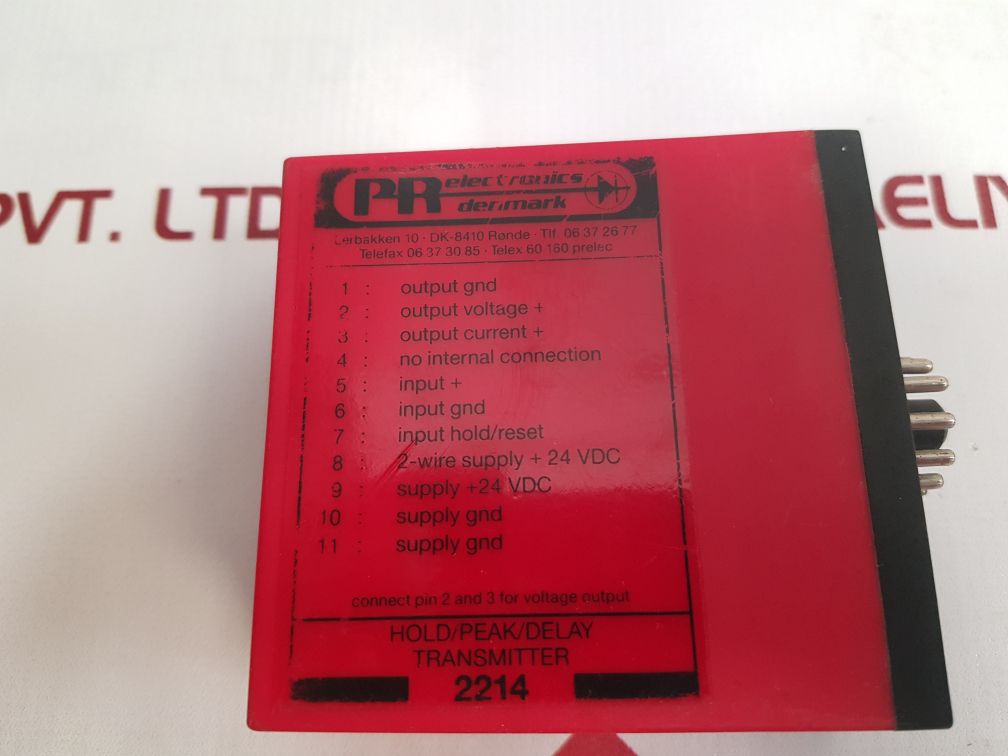 PVT. LTD
AELIY
PR electronics
denmark
Lerbakken 10 · DK-8410 Rønde · Tlf. 06 37 26 77
Telefax 06 37 30 85 · Telex 60 160 prelec
1 : output gnd
2 : output voltage +
3 : output current +
4 : no internal connection
5 : input +
6 : input gnd
7 : input hold/reset
8 : 2-wire supply + 24 VDC
9 : supply +24 VDC
10 : supply gnd
11 : supply gnd
connect pin 2 and 3 for voltage output
HOLD/PEAK/DELAY
TRANSMITTER
2214